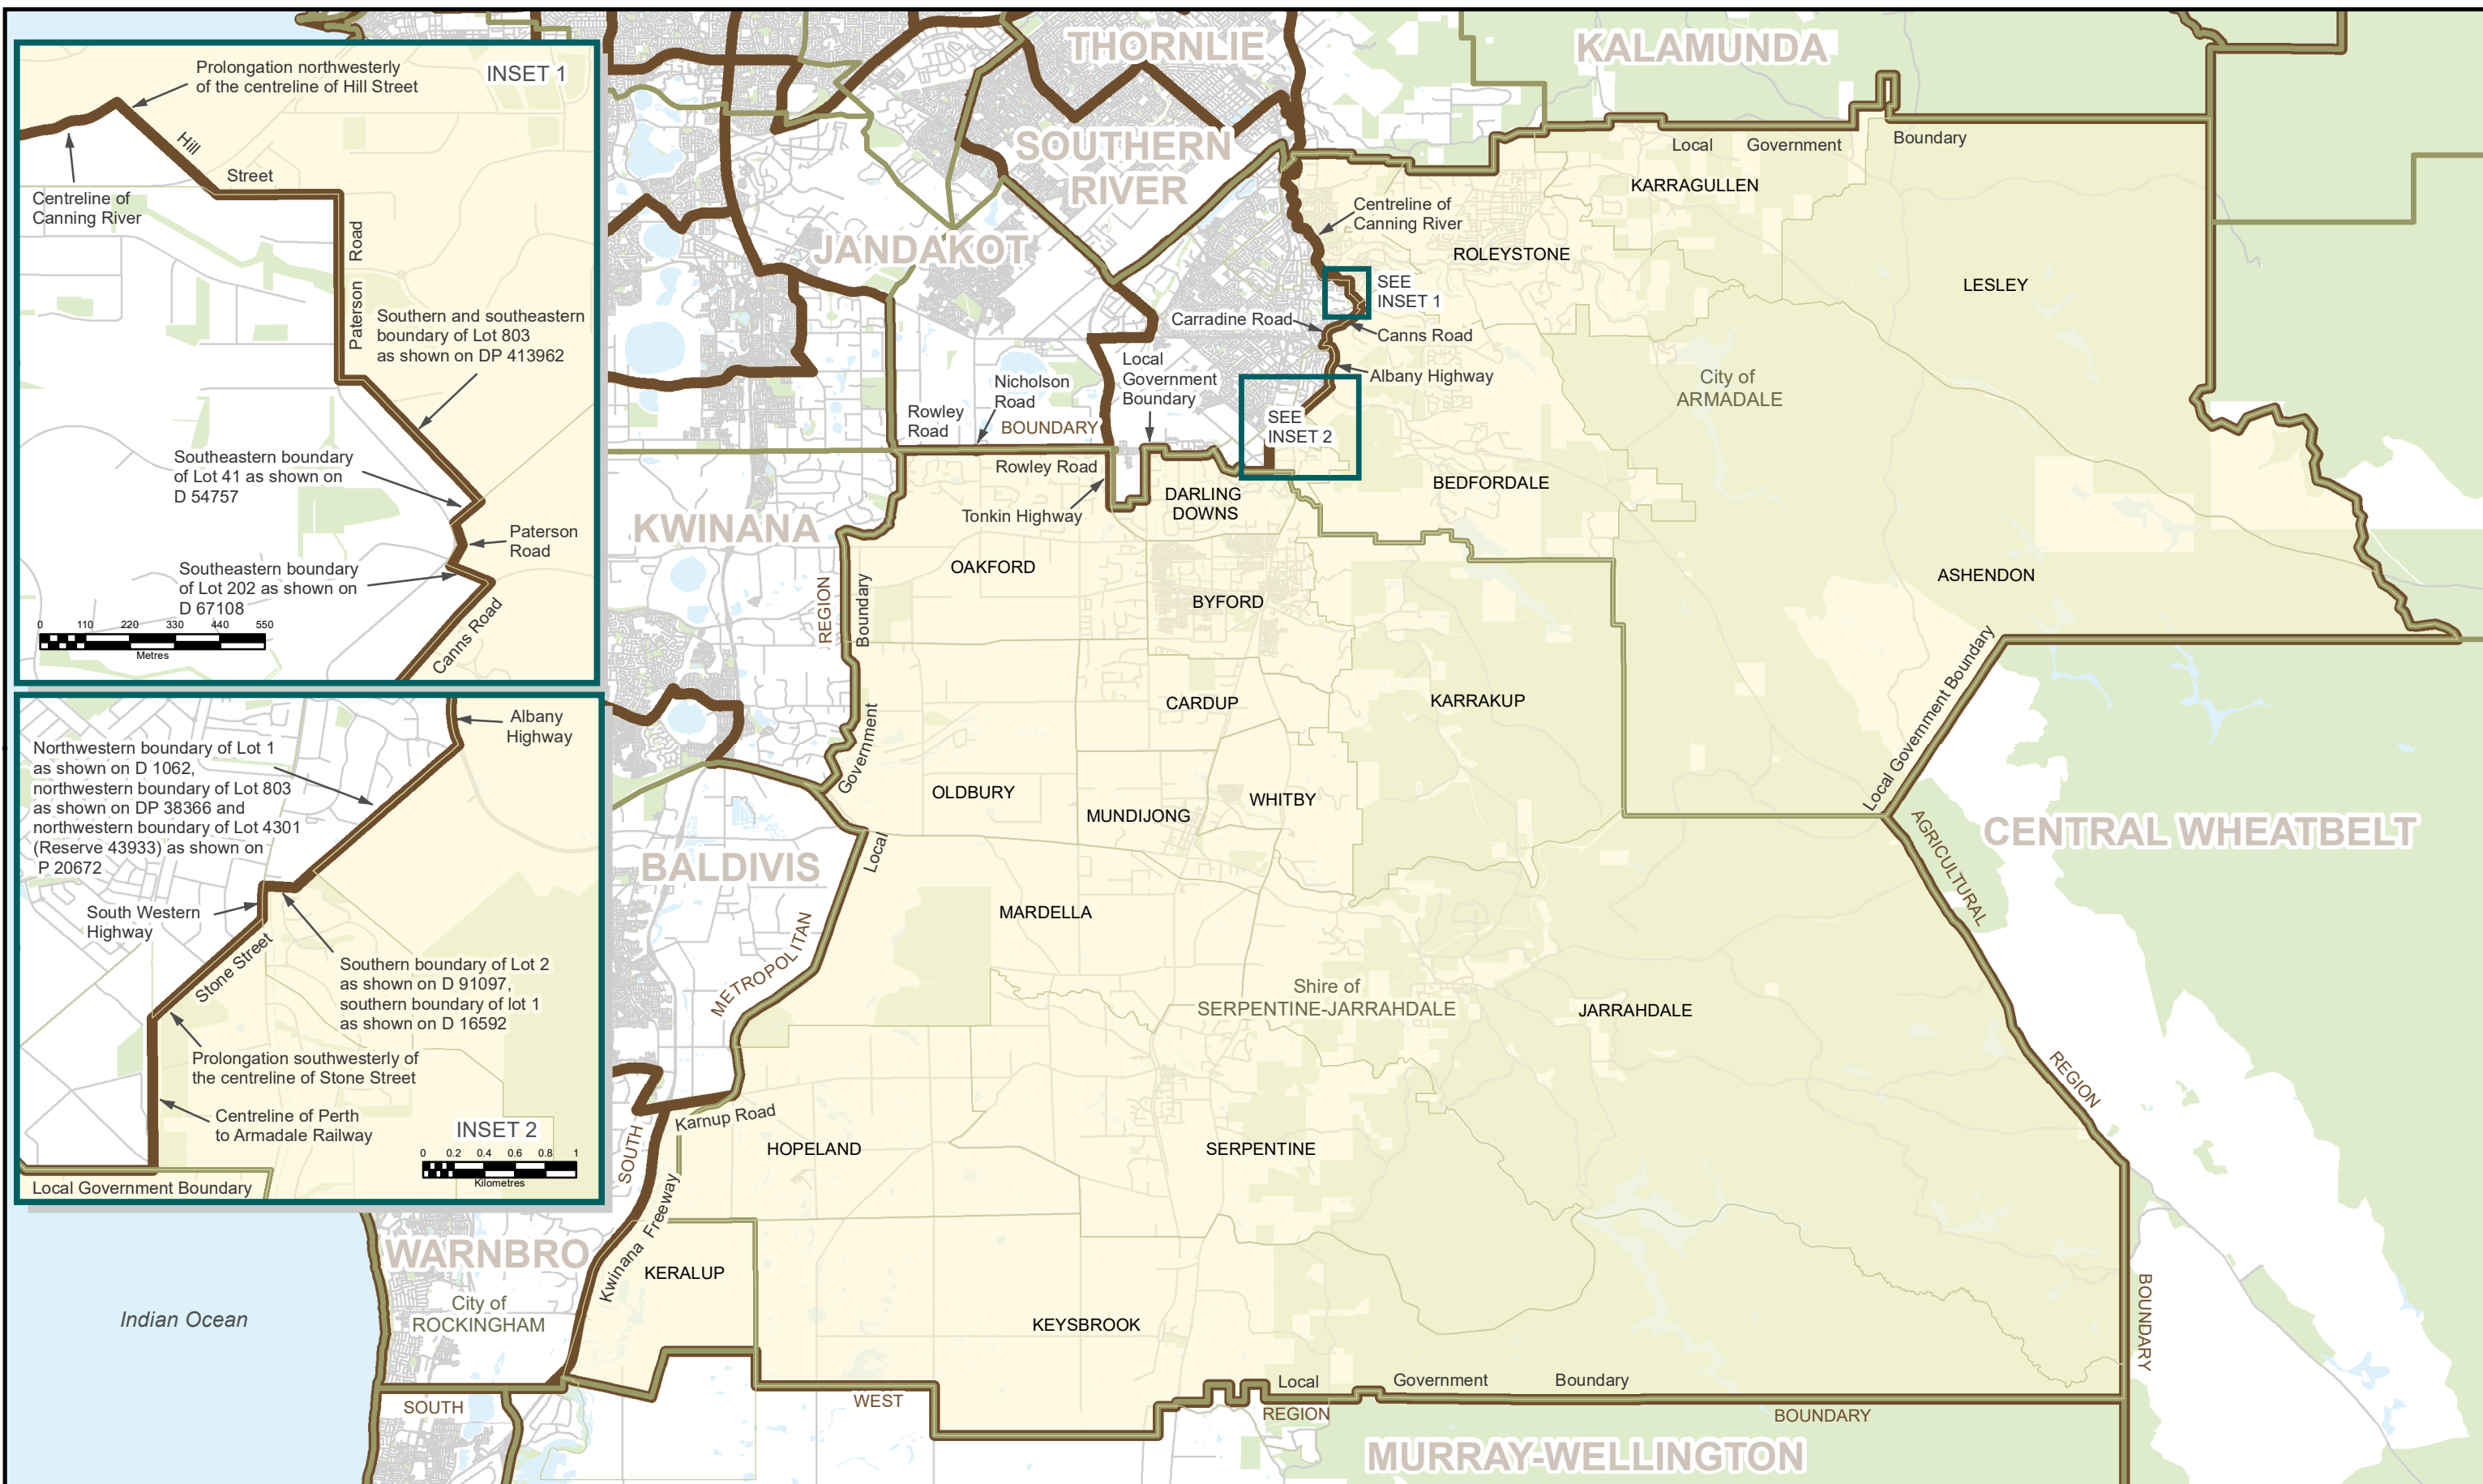 INSET 1
Prolongation northwesterly
of the centreline of Hill Street
Hill
Street
Centreline of
Canning River
Paterson Road
Southern and southeastern
boundary of Lot 803
as shown on DP 413962
Southeastern boundary
of Lot 41 as shown on
D 54757
Paterson
Road
Southeastern boundary
of Lot 202 as shown on
D 67108
Canns Road
0 110 220 330 440 550
Metres
Albany
Highway
Northwestern boundary of Lot 1
as shown on D 1062,
northwestern boundary of Lot 803
as shown on DP 38366 and
northwestern boundary of Lot 4301
(Reserve 43933) as shown on
P 20672
South Western
Highway
Stone Street
Southern boundary of Lot 2
as shown on D 91097,
southern boundary of lot 1
as shown on D 16592
Prolongation southwesterly of
the centreline of Stone Street
Centreline of Perth
to Armadale Railway
INSET 2
0 0.2 0.4 0.6 0.8 1
Kilometres
Local Government Boundary
THORNLIE
KALAMUNDA
SOUTHERN
RIVER
JANDAKOT
Local Government Boundary
KARRAGULLEN
Centreline of
Canning River
ROLEYSTONE
LESLEY
SEE
INSET 1
Carradine Road
Canns Road
Local
Government
Boundary
Albany Highway
City of
ARMADALE
Nicholson
Road
Rowley
Road
BOUNDARY
SEE
INSET 2
Rowley Road
Tonkin Highway
DARLING
DOWNS
BEDFORDALE
KWINANA
OAKFORD
REGION
Boundary
BYFORD
ASHENDON
Local Government Boundary
CARDUP
KARRAKUP
Government
OLDBURY
MUNDIJONG
WHITBY
Local
BALDIVIS
AGRICULTURAL
CENTRAL WHEATBELT
MARDELLA
METROPOLITAN
Shire of
SERPENTINE-JARRAHDALE
JARRAHDALE
REGION
Karnup Road
SOUTH
HOPELAND
SERPENTINE
Kwinana Freeway
WARNBRO
KERALUP
City of
ROCKINGHAM
Indian Ocean
KEYSBROOK
BOUNDARY
Local Government Boundary
SOUTH
WEST
REGION
BOUNDARY
MURRAY-WELLINGTON